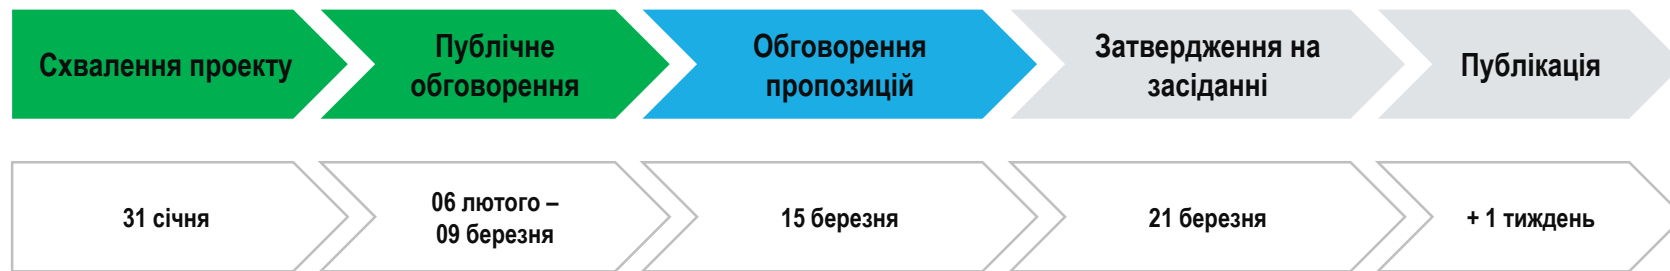 Схвалення проекту
Публічне
обговорення
Обговорення
пропозицій
Затвердження на
засіданні
Публікація
31 січня
06 лютого –
09 березня
15 березня
21 березня
+ 1 тиждень